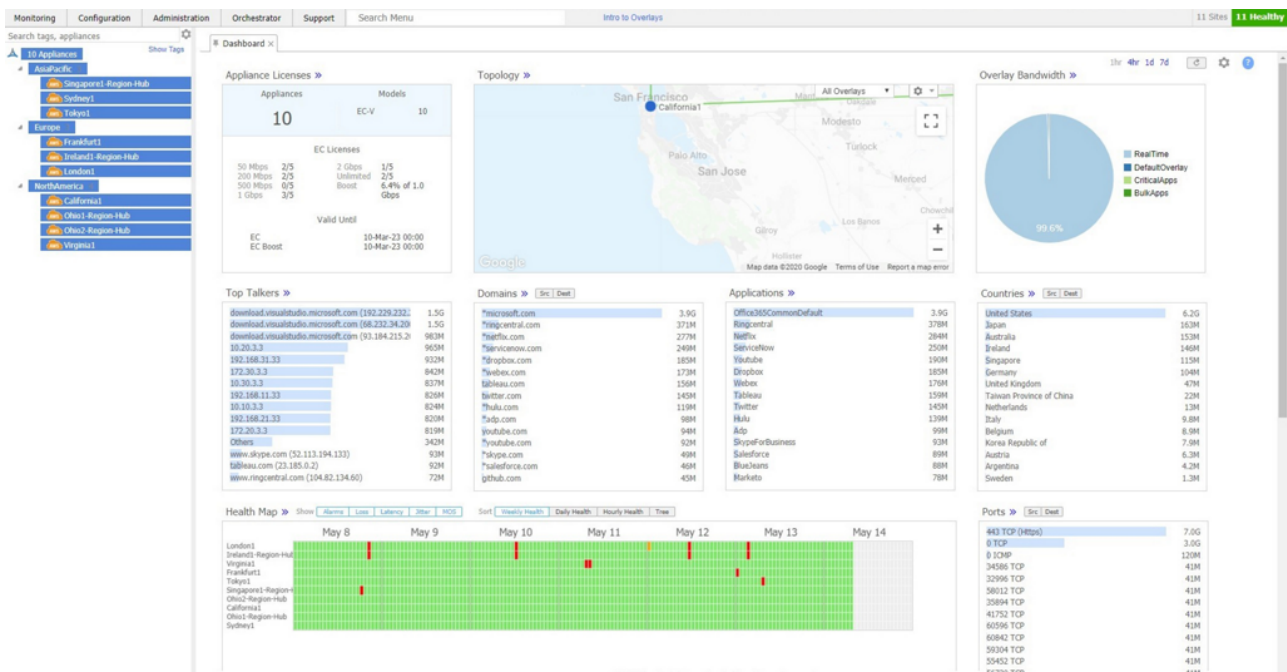 Monitoring Configuration Administration Orchestrator Support Search Menu Intro to Overlays 11 Sites 11 Healthy
Search tags, appliances
Show Tags
10 Appliances
AsiaPacific
Singapore1-Region-Hub
Sydney1
Tokyo1
Europe
Frankfurt1
Ireland1-Region-Hub
London1
NorthAmerica
California1
Ohio1-Region-Hub
Ohio2-Region-Hub
Virginia1
Dashboard ×
1hr 4hr 1d 7d
Appliance Licenses »
Appliances Models
10 EC-V 10
EC Licenses
50 Mbps 2/5 2 Gbps 1/5
200 Mbps 2/5 Unlimited 2/5
500 Mbps 0/5 Boost 6.4% of 1.0
1 Gbps 3/5 Gbps
Valid Until
EC 10-Mar-23 00:00
EC Boost 10-Mar-23 00:00
Topology »
All Overlays
San Francisco
California1
Oakdale
Modesto
Turlock
Palo Alto
San Jose
Merced
Chowchil
Los Banos
Gilroy
Hollister
Google
Map data ©2020 Google Terms of Use Report a map error
Overlay Bandwidth »
99.6%
RealTime
DefaultOverlay
CriticalApps
BulkApps
Top Talkers »
download.visualstudio.microsoft.com (192.229.232. 1.5G
download.visualstudio.microsoft.com (68.232.34.20 1.5G
download.visualstudio.microsoft.com (93.184.215.2 983M
10.20.3.3 965M
192.168.31.33 932M
172.30.3.3 842M
10.30.3.3 837M
192.168.11.33 826M
10.10.3.3 824M
192.168.21.33 820M
172.20.3.3 819M
Others 342M
www.skype.com (52.113.194.133) 93M
tableau.com (23.185.0.2) 92M
www.ringcentral.com (104.82.134.60) 72M
Domains » Src Dest
*microsoft.com 3.9G
*ringcentral.com 371M
*netflix.com 277M
*servicenow.com 249M
*dropbox.com 185M
*webex.com 173M
tableau.com 156M
twitter.com 145M
*hulu.com 119M
*adp.com 98M
youtube.com 94M
*youtube.com 92M
*skype.com 49M
*salesforce.com 46M
github.com 45M
Applications »
Office365CommonDefault 3.9G
Ringcentral 378M
Netflix 284M
ServiceNow 250M
Youtube 190M
Dropbox 185M
Webex 176M
Tableau 159M
Twitter 145M
Hulu 139M
Adp 99M
SkypeForBusiness 93M
Salesforce 89M
BlueJeans 88M
Marketo 78M
Countries » Src Dest
United States 6.2G
Japan 163M
Australia 153M
Ireland 146M
Singapore 115M
Germany 104M
United Kingdom 47M
Taiwan Province of China 22M
Netherlands 13M
Italy 9.8M
Belgium 8.9M
Korea Republic of 7.9M
Austria 6.3M
Argentina 4.2M
Sweden 1.3M
Health Map » Show Alarms Loss Latency Jitter MOS Sort Weekly Health Daily Health Hourly Health Tree
May 8 May 9 May 10 May 11 May 12 May 13 May 14
London1
Ireland1-Region-Hub
Virginia1
Frankfurt1
Tokyo1
Singapore1-Region-H
Ohio2-Region-Hub
California1
Ohio1-Region-Hub
Sydney1
Ports » Src Dest
443 TCP (Https) 7.0G
0 TCP 3.0G
0 ICMP 120M
34586 TCP 41M
32996 TCP 41M
58012 TCP 41M
35894 TCP 41M
41752 TCP 41M
60596 TCP 41M
60842 TCP 41M
59304 TCP 41M
55452 TCP 41M